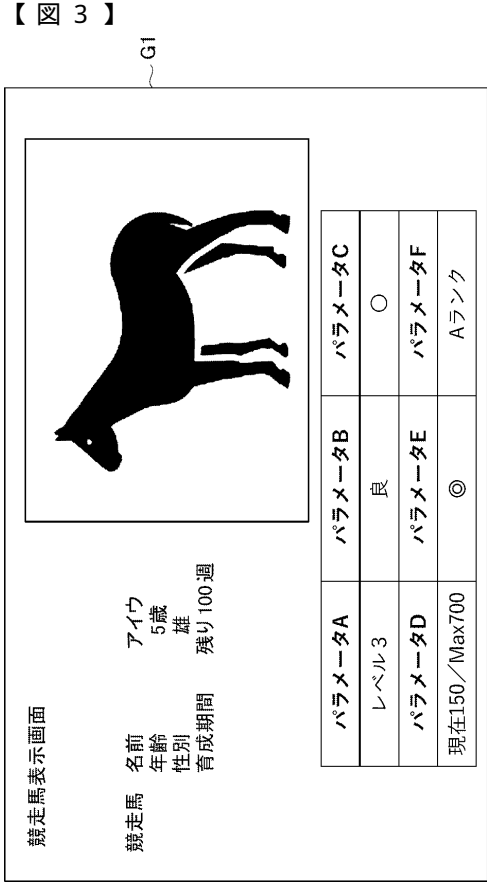 【図３】
G1
競走馬表示画面
競走馬 名前 アイウ
年齢 5歳
性別 雄
育成期間 残り100週
パラメータA パラメータB パラメータC
レベル3 良 ○
パラメータD パラメータE パラメータF
現在150／Max700 ◎ Aランク